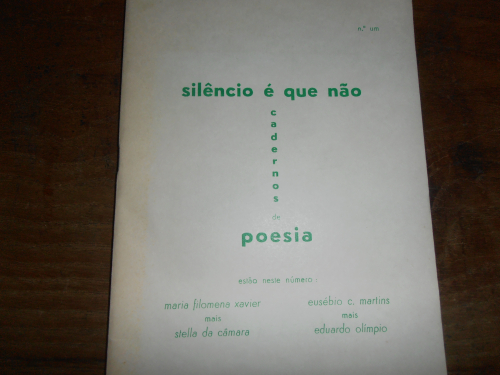 n.º um
silêncio é que não
cadernos
de
poesia
estão neste número -
maria filomena xavier
mais
stella da câmara
eusébio c. martins
mais
eduardo olímpio